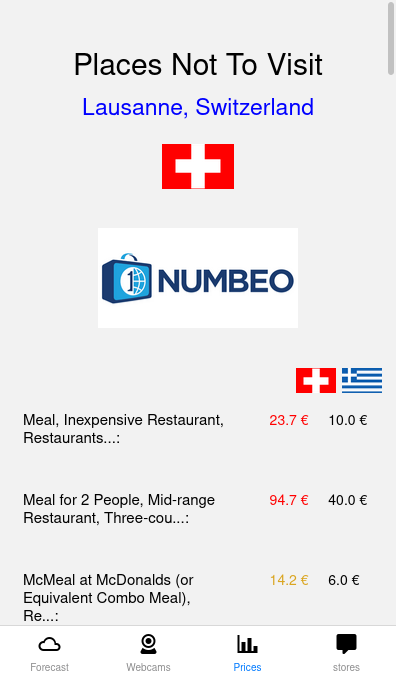 Places Not To Visit
Lausanne, Switzerland
1 NUMBEO
Meal, Inexpensive Restaurant, 23.7 € 10.0 €
Restaurants...:
Meal for 2 People, Mid-range 94.7 € 40.0 €
Restaurant, Three-cou...:
McMeal at McDonalds (or 14.2 € 6.0 €
Equivalent Combo Meal),
Re...:
Forecast Webcams Prices stores